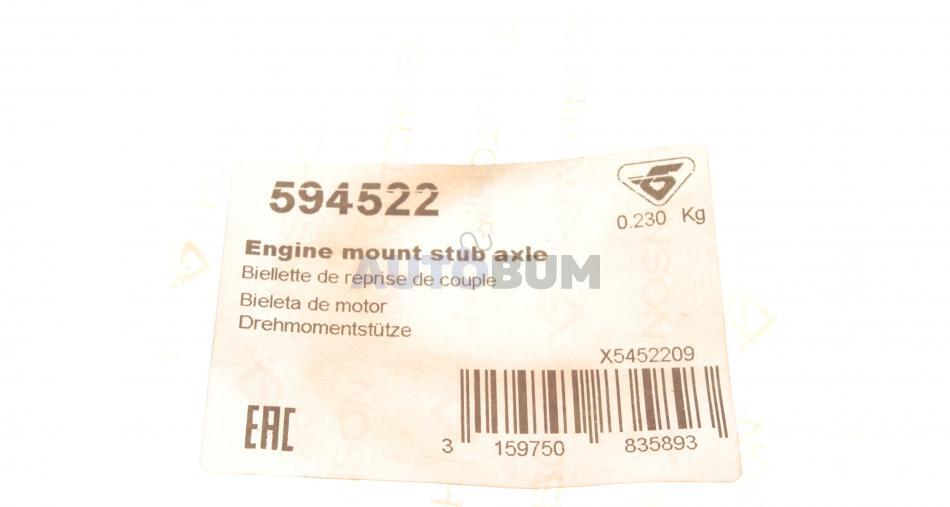 594522
0.230 Kg
Engine mount stub axle
Biellette de reprise de couple
Bieleta de motor
Drehmomentstütze
AUTOBUM
X5452209
EAC
3 159750 835893